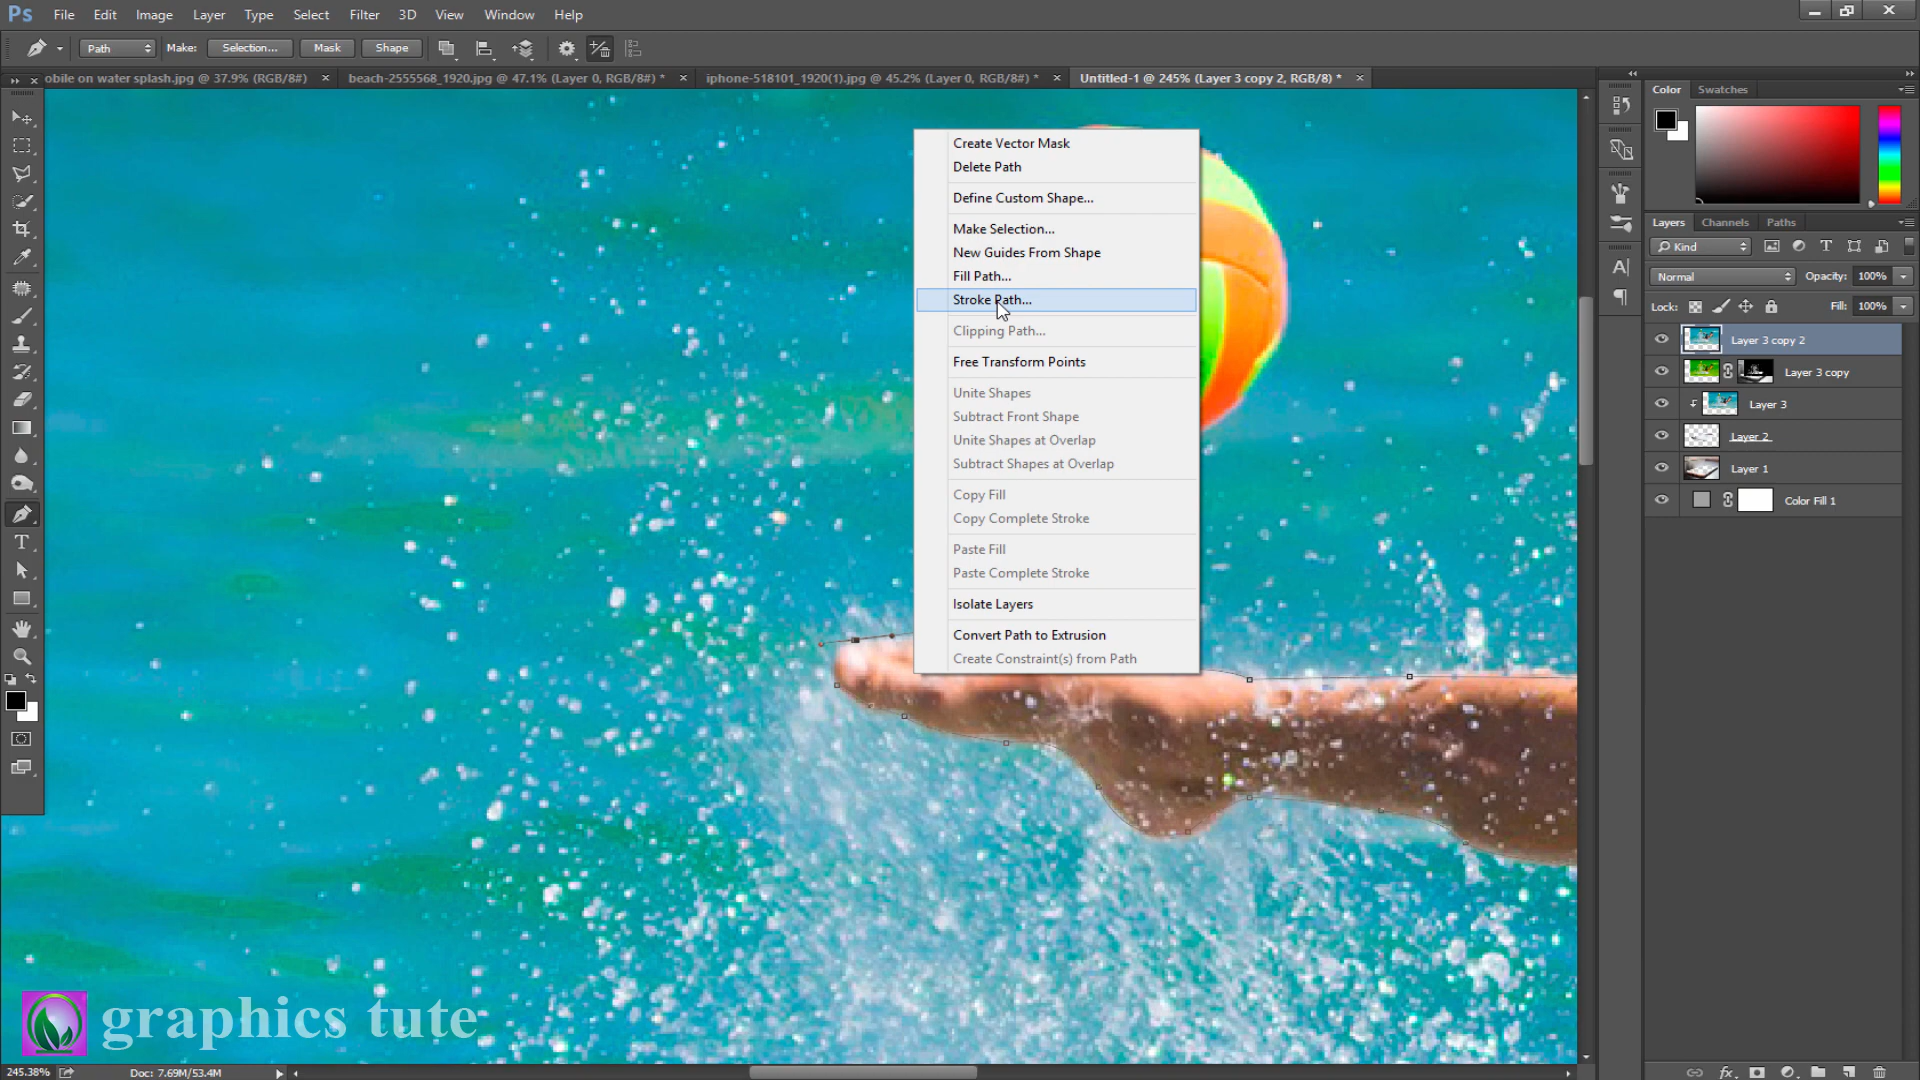 Ps File Edit Image Layer Type Select Filter 3D View Window Help
Path Make: Selection... Mask Shape
obile on water splash.jpg @ 37.9% (RGB/8#) × beach-2555568_1920.jpg @ 47.1% (Layer 0, RGB/8#) * × iphone-518101_1920(1).jpg @ 45.2% (Layer 0, RGB/8#) * × Untitled-1 @ 245% (Layer 3 copy 2, RGB/8) * ×
Create Vector Mask
Delete Path
Define Custom Shape...
Make Selection...
New Guides From Shape
Fill Path...
Stroke Path...
Clipping Path...
Free Transform Points
Unite Shapes
Subtract Front Shape
Unite Shapes at Overlap
Subtract Shapes at Overlap
Copy Fill
Copy Complete Stroke
Paste Fill
Paste Complete Stroke
Isolate Layers
Convert Path to Extrusion
Create Constraint(s) from Path
Color Swatches
Layers Channels Paths
Kind
Normal Opacity: 100%
Lock: Fill: 100%
Layer 3 copy 2
Layer 3 copy
Layer 3
Layer 2
Layer 1
Color Fill 1
graphics tute
245.38% Doc: 7.69M/53.4M